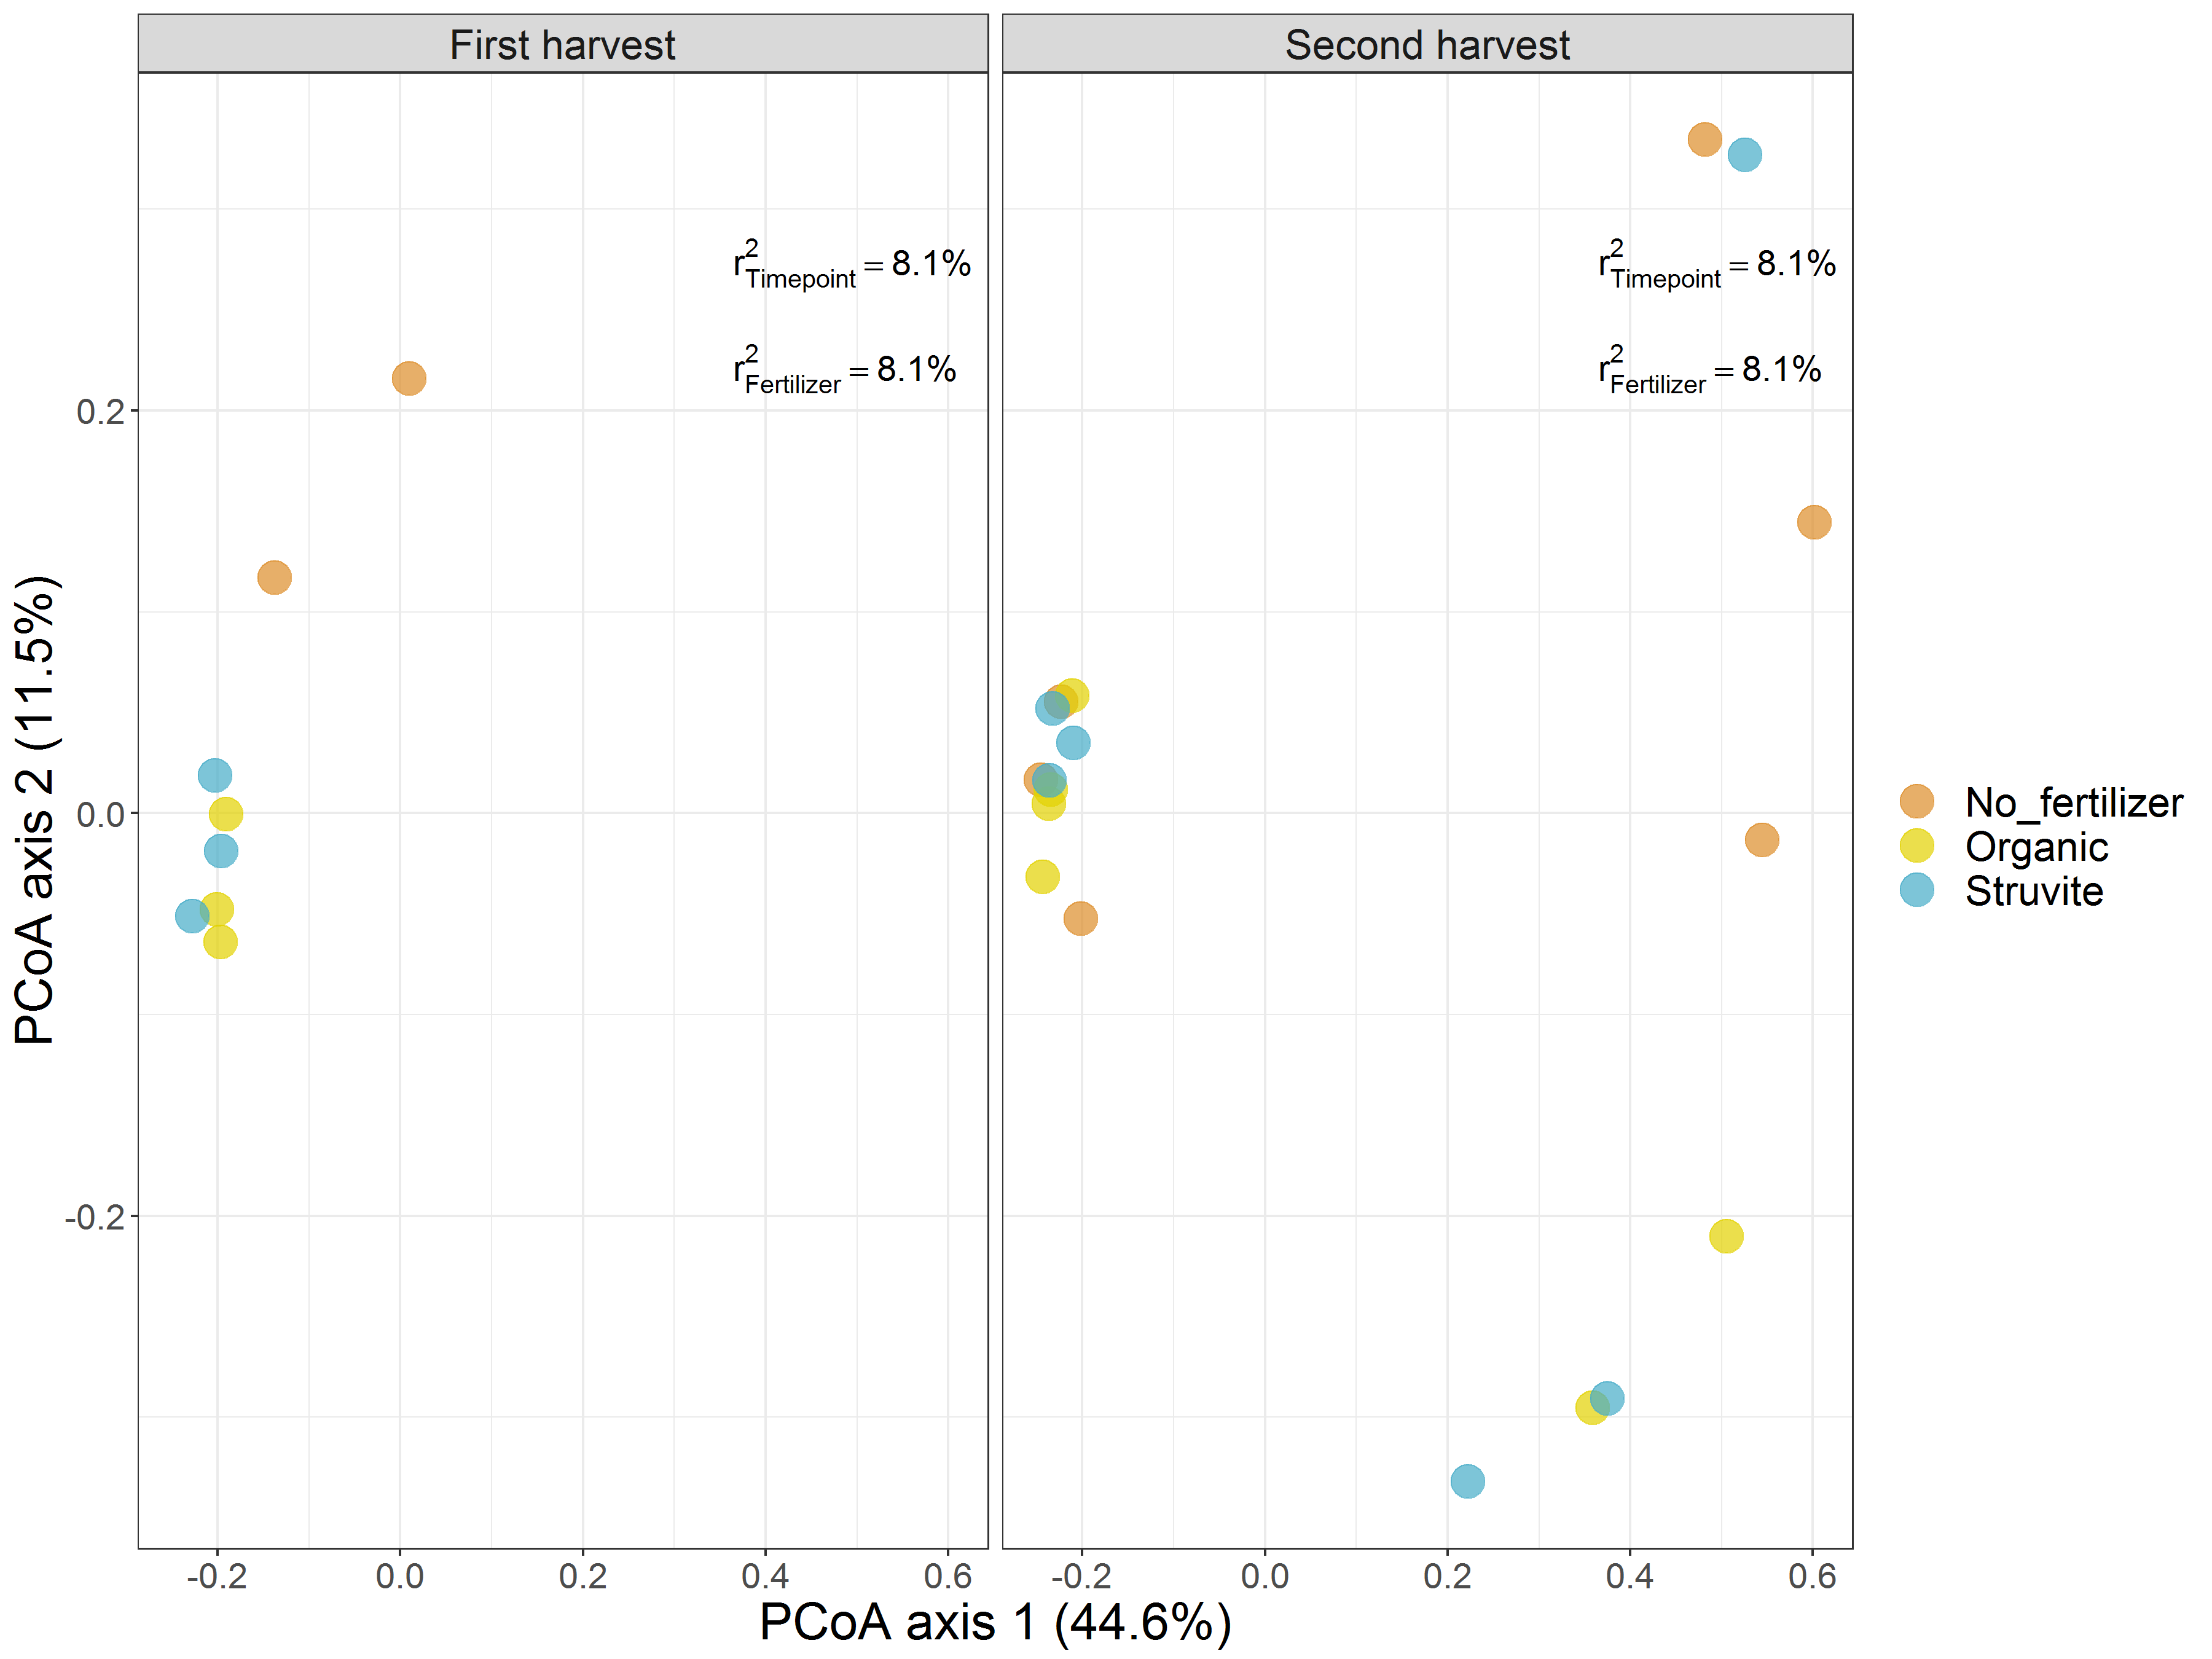 First harvest
Second harvest
r2Timepoint = 8.1%
r2Fertilizer = 8.1%
r2Timepoint = 8.1%
r2Fertilizer = 8.1%
PCoA axis 2 (11.5%)
0.2
0.0
-0.2
-0.2 0.0 0.2 0.4 0.6
-0.2 0.0 0.2 0.4 0.6
PCoA axis 1 (44.6%)
No_fertilizer
Organic
Struvite